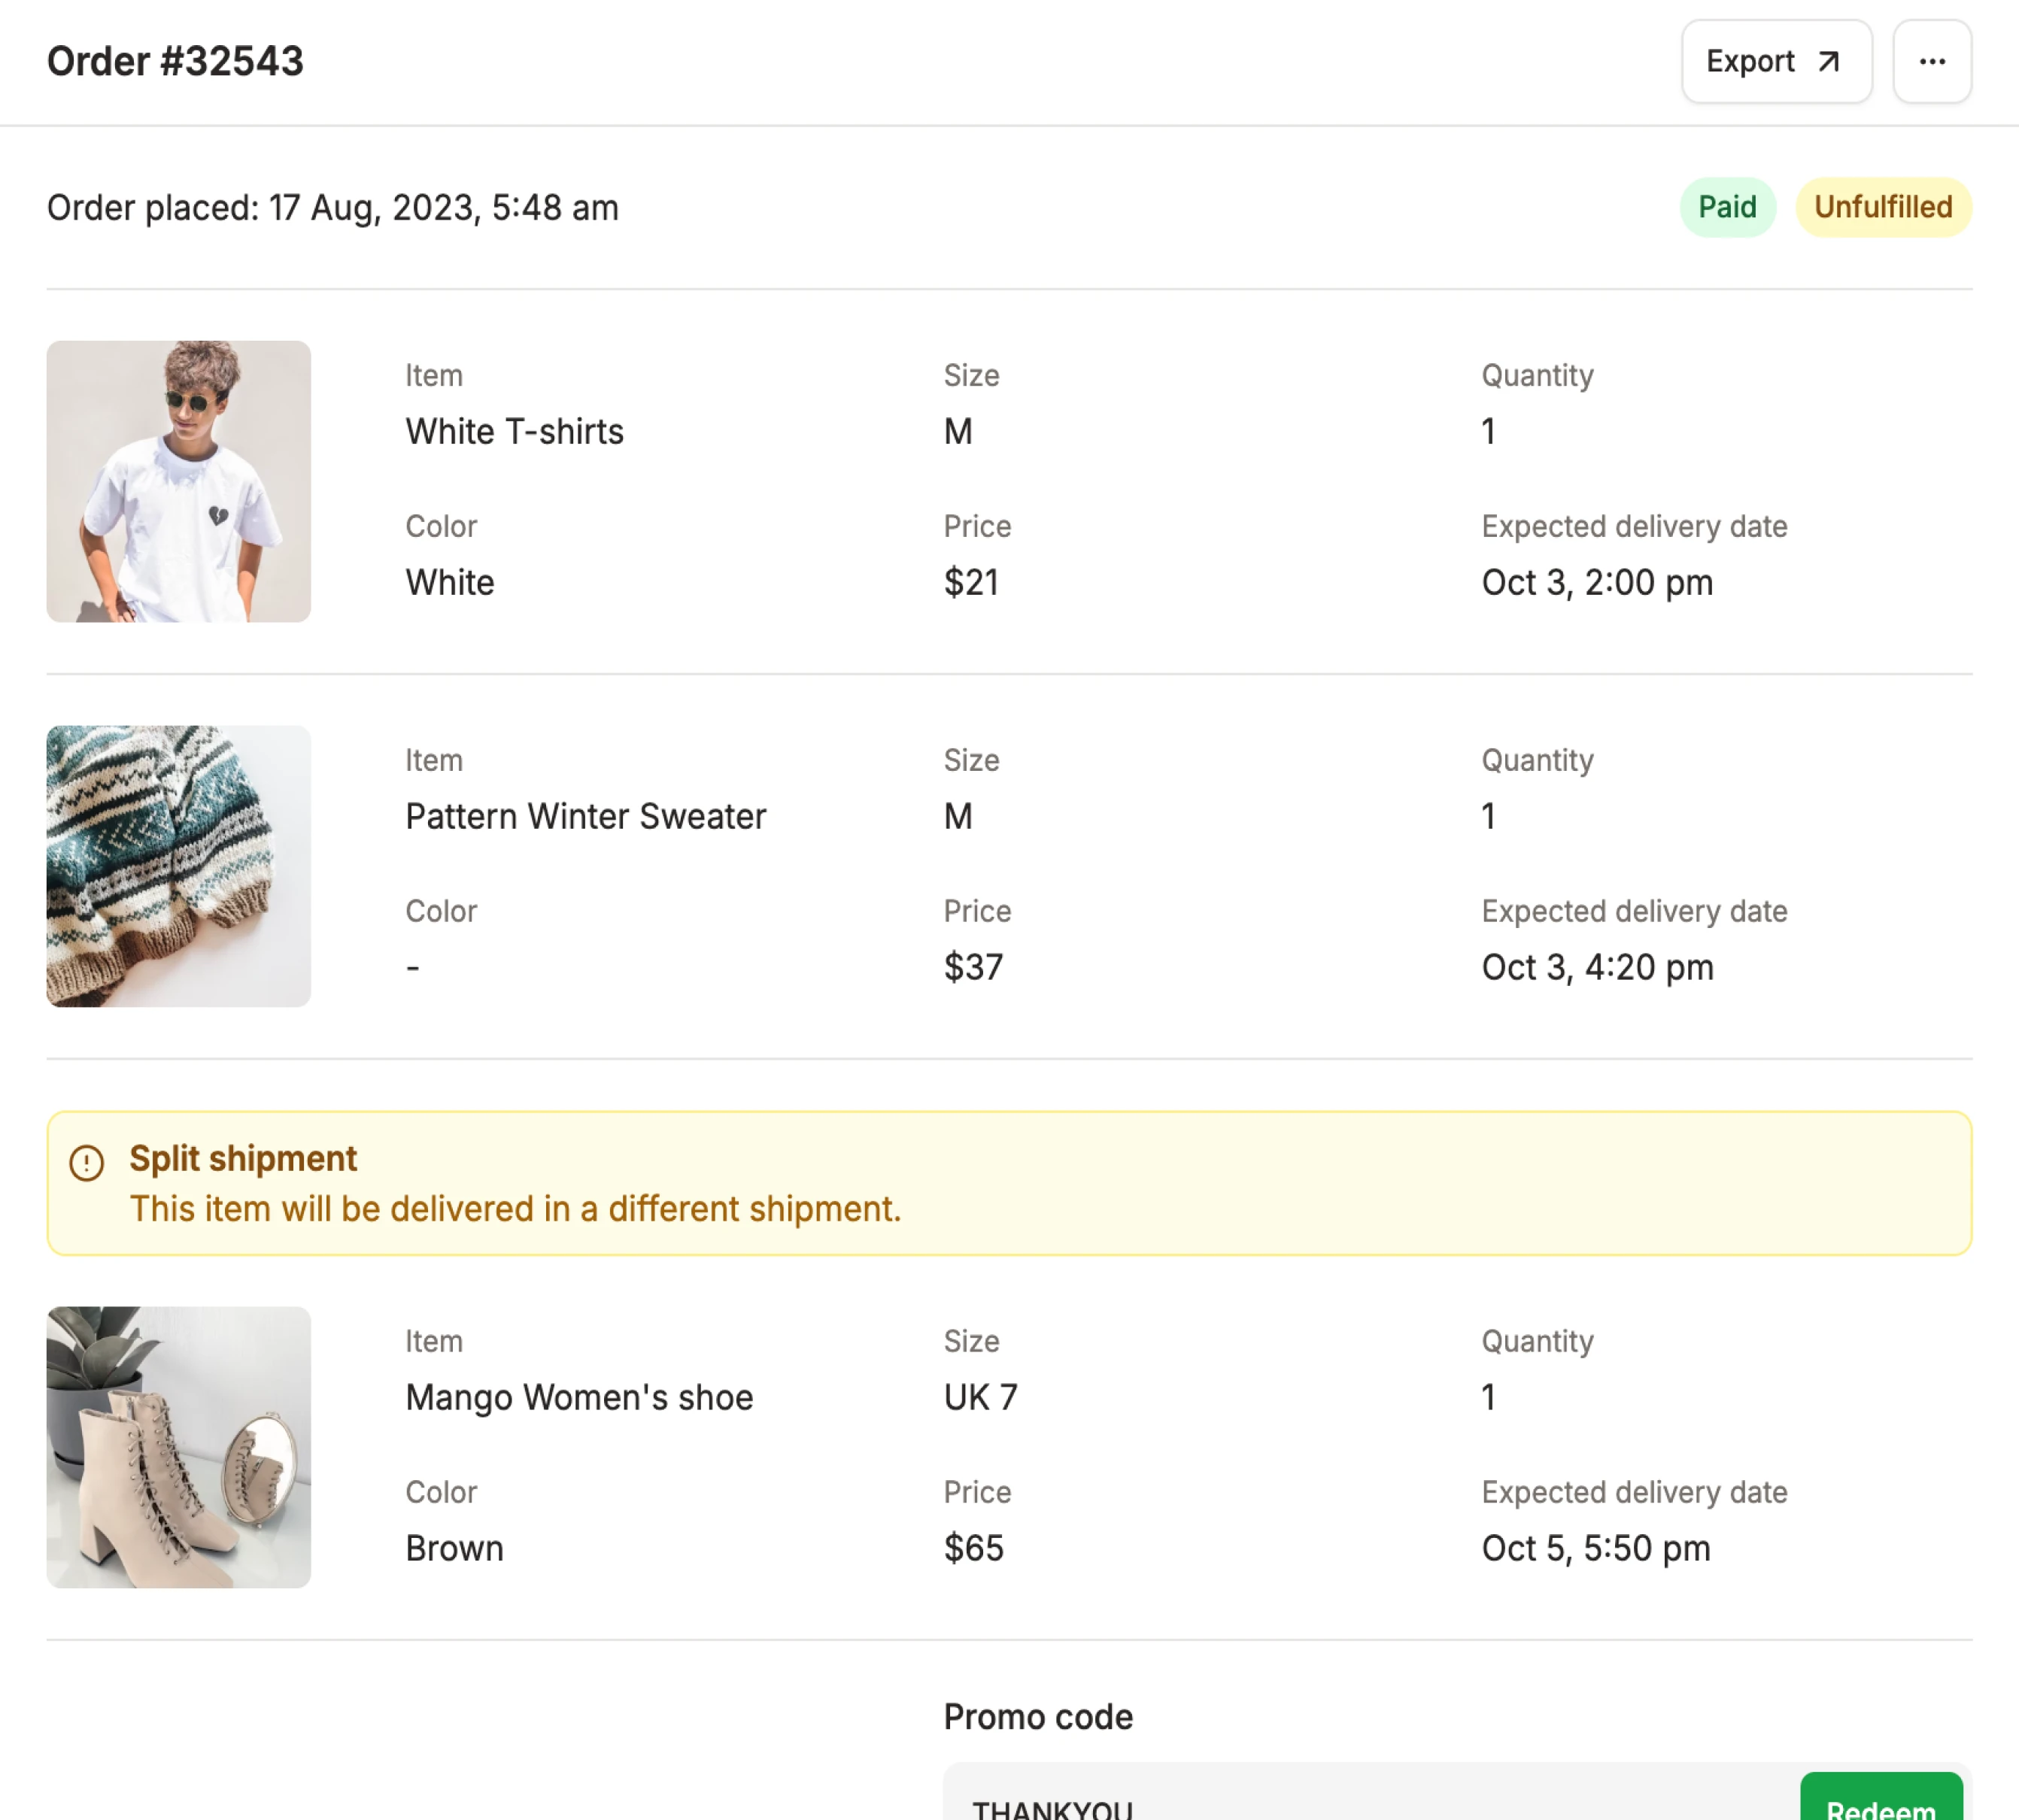 Order #32543
Export
Order placed: 17 Aug, 2023, 5:48 am
Paid
Unfulfilled
Item
Size
Quantity
White T-shirts
M
1
Color
Price
Expected delivery date
White
$21
Oct 3, 2:00 pm
Item
Size
Quantity
Pattern Winter Sweater
M
1
Color
Price
Expected delivery date
-
$37
Oct 3, 4:20 pm
Split shipment
This item will be delivered in a different shipment.
Item
Size
Quantity
Mango Women's shoe
UK 7
1
Color
Price
Expected delivery date
Brown
$65
Oct 5, 5:50 pm
Promo code
THANKYOU
Redeem